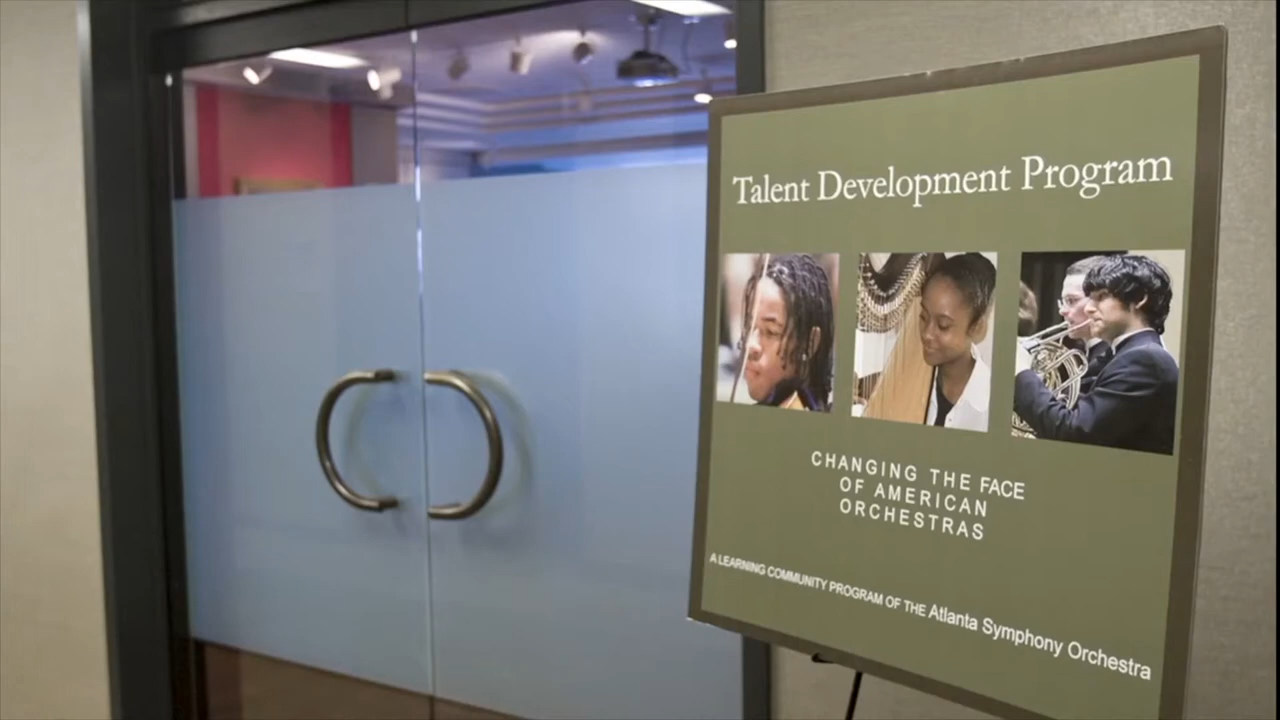 Talent Development Program
CHANGING THE FACE
OF AMERICAN
ORCHESTRAS
A LEARNING COMMUNITY PROGRAM OF THE Atlanta Symphony Orchestra